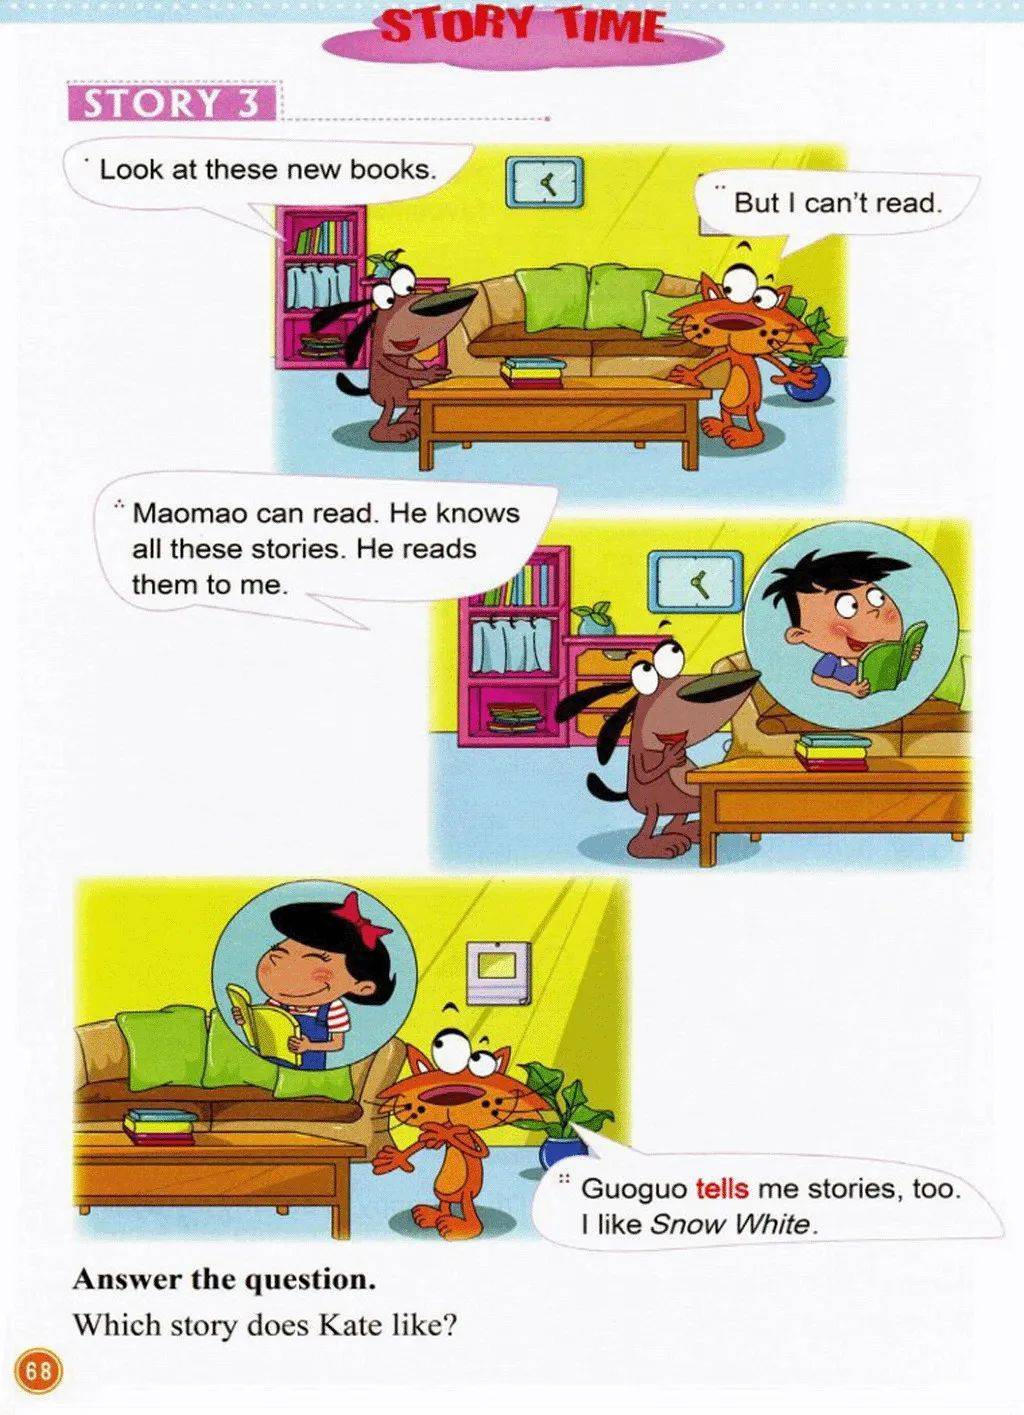 STORY TIME
STORY 3
Look at these new books.
But I can't read.
Maomao can read. He knows
all these stories. He reads
them to me.
Guoguo tells me stories, too.
I like Snow White.
Answer the question.
Which story does Kate like?
68